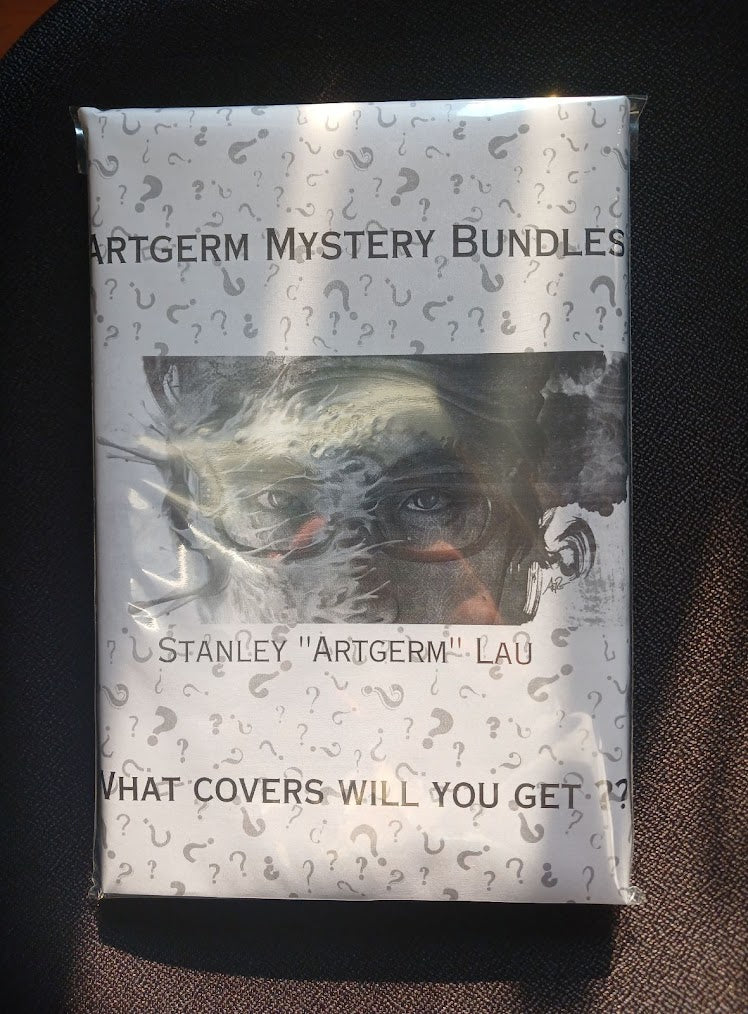 ARTGERM MYSTERY BUNDLES
STANLEY "ARTGERM" LAU
WHAT COVERS WILL YOU GET ??